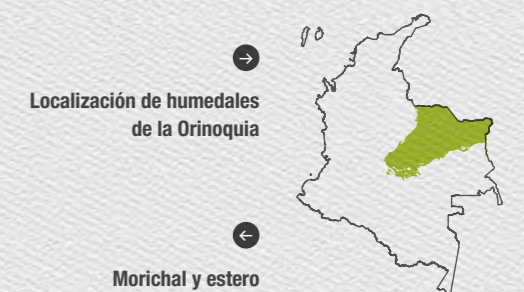 Localización de humedales
de la Orinoquia
Morichal y estero